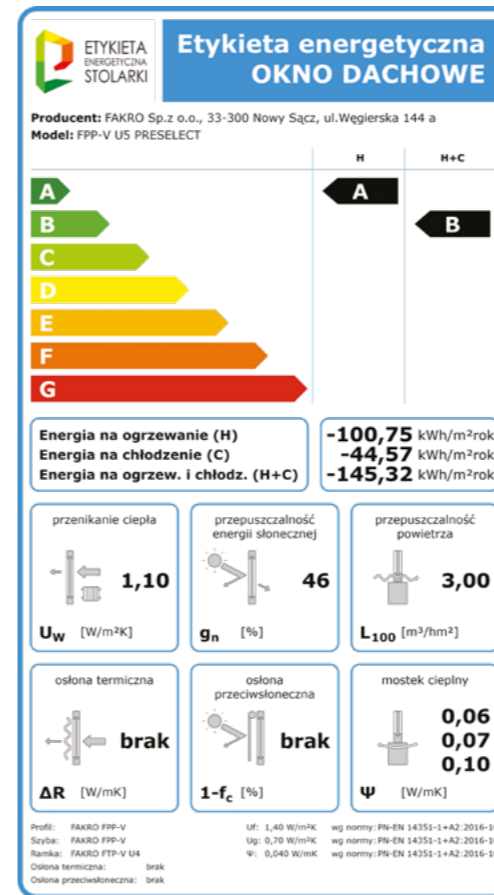 ETYKIETA
ENERGETYCZNA
STOLARKI
Etykieta energetyczna
OKNO DACHOWE
Producent: FAKRO Sp.z o.o., 33-300 Nowy Sącz, ul.Węgierska 144 a
Model: FPP-V U5 PRESELECT
H H+C
A A
B B
C
D
E
F
G
Energia na ogrzewanie (H) -100,75 kWh/m²rok
Energia na chłodzenie (C) -44,57 kWh/m²rok
Energia na ogrzew. i chłodz. (H+C) -145,32 kWh/m²rok
przenikanie ciepła
1,10
Uw [W/m²K]
przepuszczalność
energii słonecznej
46
gn [%]
przepuszczalność
powietrza
3,00
L100 [m³/hm²]
osłona termiczna
brak
ΔR [W/mK]
osłona
przeciwsłoneczna
brak
1-fc [%]
mostek cieplny
0,06
0,07
0,10
Ψ [W/mK]
Profil: FAKRO FPP-V Uf: 1,40 W/m²K wg normy: PN-EN 14351-1+A2:2016-10
Szyba: FAKRO FPP-V Ug: 0,70 W/m²K wg normy: PN-EN 14351-1+A2:2016-10
Ramka: FAKRO FTP-V U4 Ψ: 0,040 W/mK wg normy: PN-EN 14351-1+A2:2016-10
Osłona termiczna: brak
Osłona przeciwsłoneczna: brak